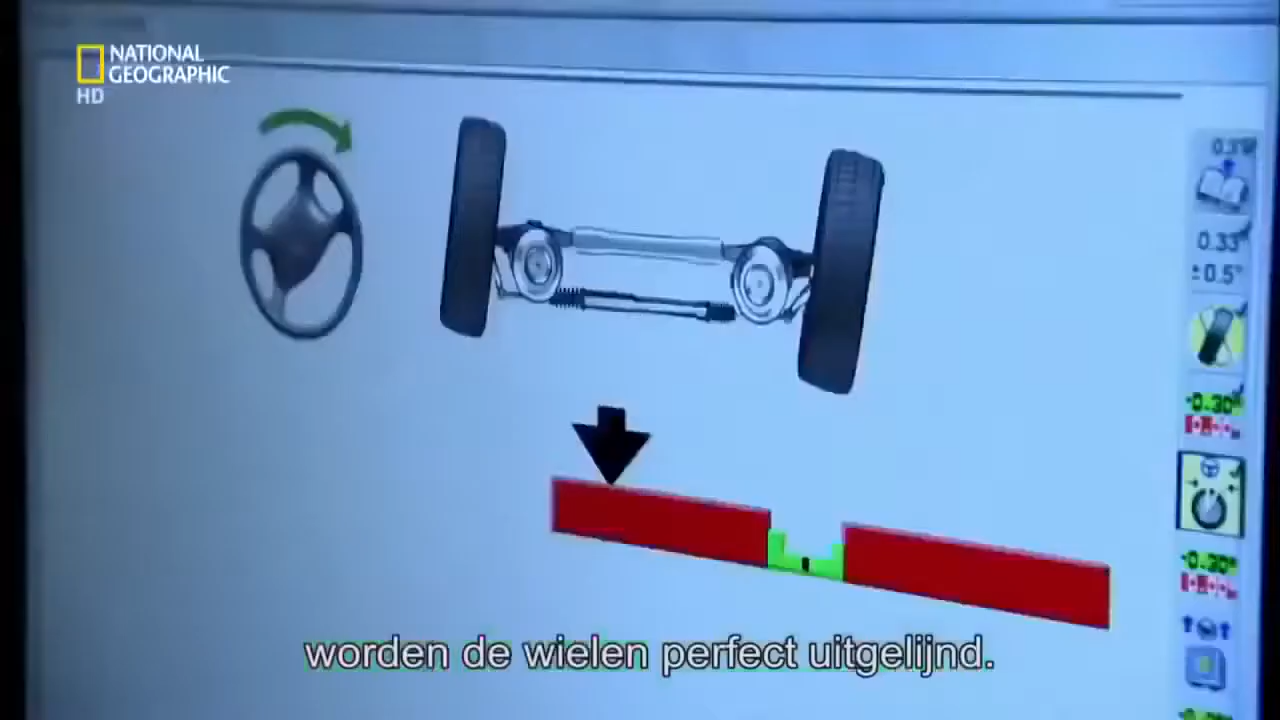 NATIONAL
GEOGRAPHIC
HD
0.33°
±0.5°
-0.30°
-0.30°
worden de wielen perfect uitgelijnd.